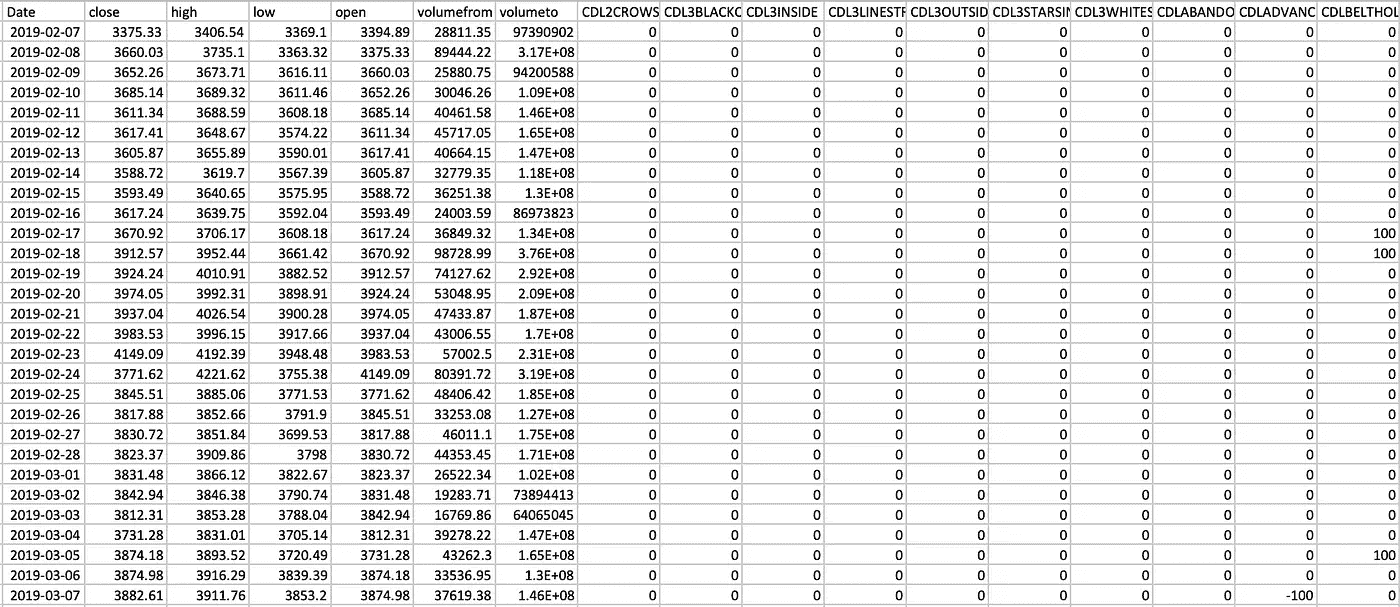 Date close high low open volumefrom volumeto CDL2CROWS CDL3BLACKC CDL3INSIDE CDL3LINESTF CDL3OUTSID CDL3STARSIN CDL3WHITES CDLABANDO CDLADVANC CDLBELTHOL
2019-02-07 3375.33 3406.54 3369.1 3394.89 28811.35 97390902 0 0 0 0 0 0 0 0 0 0
2019-02-08 3660.03 3735.1 3363.32 3375.33 89444.22 3.17E+08 0 0 0 0 0 0 0 0 0 0
2019-02-09 3652.26 3673.71 3616.11 3660.03 25880.75 94200588 0 0 0 0 0 0 0 0 0 0
2019-02-10 3685.14 3689.32 3611.46 3652.26 30046.26 1.09E+08 0 0 0 0 0 0 0 0 0 0
2019-02-11 3611.34 3688.59 3608.18 3685.14 40461.58 1.46E+08 0 0 0 0 0 0 0 0 0 0
2019-02-12 3617.41 3648.67 3574.22 3611.34 45717.05 1.65E+08 0 0 0 0 0 0 0 0 0 0
2019-02-13 3605.87 3655.89 3590.01 3617.41 40664.15 1.47E+08 0 0 0 0 0 0 0 0 0 0
2019-02-14 3588.72 3619.7 3567.39 3605.87 32779.35 1.18E+08 0 0 0 0 0 0 0 0 0 0
2019-02-15 3593.49 3640.65 3575.95 3588.72 36251.38 1.3E+08 0 0 0 0 0 0 0 0 0 0
2019-02-16 3617.24 3639.75 3592.04 3593.49 24003.59 86973823 0 0 0 0 0 0 0 0 0 0
2019-02-17 3670.92 3706.17 3608.18 3617.24 36849.32 1.34E+08 0 0 0 0 0 0 0 0 0 100
2019-02-18 3912.57 3952.44 3661.42 3670.92 98728.99 3.76E+08 0 0 0 0 0 0 0 0 0 100
2019-02-19 3924.24 4010.91 3882.52 3912.57 74127.62 2.92E+08 0 0 0 0 0 0 0 0 0 0
2019-02-20 3974.05 3992.31 3898.91 3924.24 53048.95 2.09E+08 0 0 0 0 0 0 0 0 0 0
2019-02-21 3937.04 4026.54 3900.28 3974.05 47433.87 1.87E+08 0 0 0 0 0 0 0 0 0 0
2019-02-22 3983.53 3996.15 3917.66 3937.04 43006.55 1.7E+08 0 0 0 0 0 0 0 0 0 0
2019-02-23 4149.09 4192.39 3948.48 3983.53 57002.5 2.31E+08 0 0 0 0 0 0 0 0 0 0
2019-02-24 3771.62 4221.62 3755.38 4149.09 80391.72 3.19E+08 0 0 0 0 0 0 0 0 0 0
2019-02-25 3845.51 3885.06 3771.53 3771.62 48406.42 1.85E+08 0 0 0 0 0 0 0 0 0 0
2019-02-26 3817.88 3852.66 3791.9 3845.51 33253.08 1.27E+08 0 0 0 0 0 0 0 0 0 0
2019-02-27 3830.72 3851.84 3699.53 3817.88 46011.1 1.75E+08 0 0 0 0 0 0 0 0 0 0
2019-02-28 3823.37 3909.86 3798 3830.72 44353.45 1.71E+08 0 0 0 0 0 0 0 0 0 0
2019-03-01 3831.48 3866.12 3822.67 3823.37 26522.34 1.02E+08 0 0 0 0 0 0 0 0 0 0
2019-03-02 3842.94 3846.38 3790.74 3831.48 19283.71 73894413 0 0 0 0 0 0 0 0 0 0
2019-03-03 3812.31 3853.28 3788.04 3842.94 16769.86 64065045 0 0 0 0 0 0 0 0 0 0
2019-03-04 3731.28 3831.01 3705.14 3812.31 39278.22 1.47E+08 0 0 0 0 0 0 0 0 0 0
2019-03-05 3874.18 3893.52 3720.49 3731.28 43262.3 1.65E+08 0 0 0 0 0 0 0 0 0 100
2019-03-06 3874.98 3916.29 3839.39 3874.18 33536.95 1.3E+08 0 0 0 0 0 0 0 0 0 0
2019-03-07 3882.61 3911.76 3853.2 3874.98 37619.38 1.46E+08 0 0 0 0 0 0 0 0 -100 0